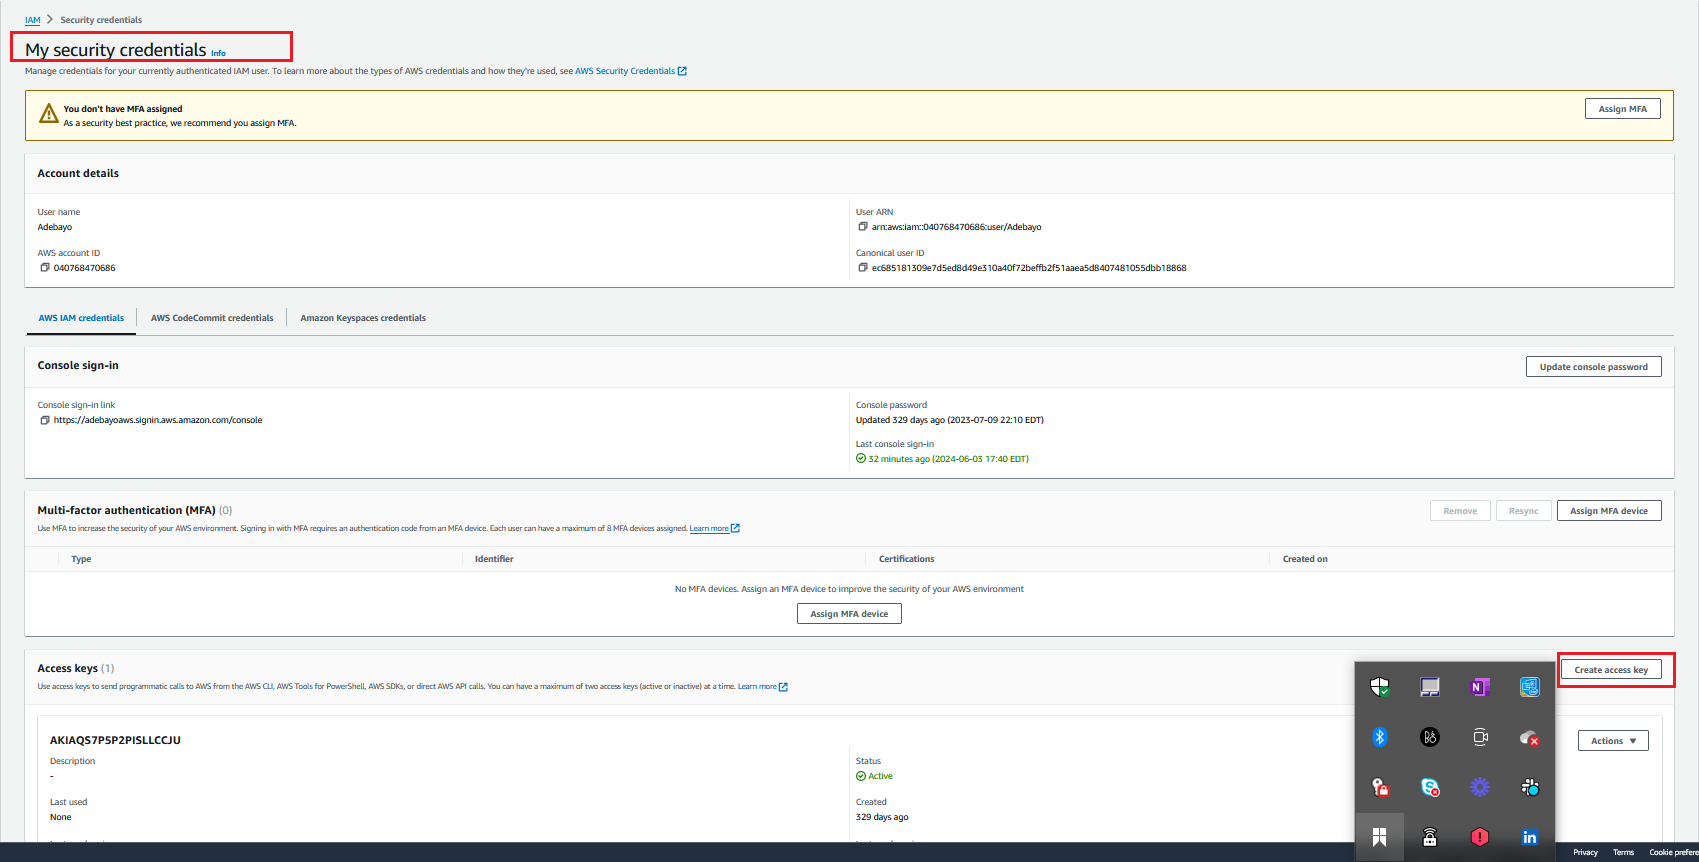 IAM > Security credentials
My security credentials Info
Manage credentials for your currently authenticated IAM user. To learn more about the types of AWS credentials and how they're used, see AWS Security Credentials
You don't have MFA assigned
As a security best practice, we recommend you assign MFA.
Assign MFA
Account details
User name
Adebayo
User ARN
arn:aws:iam::040768470686:user/Adebayo
AWS account ID
040768470686
Canonical user ID
ec685181309e7d5ed8d49e310a40f72beffb2f51aaea5d8407481055dbb18868
AWS IAM credentials
AWS CodeCommit credentials
Amazon Keyspaces credentials
Console sign-in
Update console password
Console sign-in link
https://adebayoaws.signin.aws.amazon.com/console
Console password
Updated 329 days ago (2023-07-09 22:10 EDT)
Last console sign-in
32 minutes ago (2024-06-03 17:40 EDT)
Multi-factor authentication (MFA) (0)
Use MFA to increase the security of your AWS environment. Signing in with MFA requires an authentication code from an MFA device. Each user can have a maximum of 8 MFA devices assigned. Learn more
Remove
Resync
Assign MFA device
Type
Identifier
Certifications
Created on
No MFA devices. Assign an MFA device to improve the security of your AWS environment
Assign MFA device
Access keys (1)
Use access keys to send programmatic calls to AWS from the AWS CLI, AWS Tools for PowerShell, AWS SDKs, or direct AWS API calls. You can have a maximum of two access keys (active or inactive) at a time. Learn more
Create access key
AKIAQS7P5P2PISLLCCJU
Actions
Description
-
Status
Active
Last used
None
Created
329 days ago
Privacy
Terms
Cookie prefere